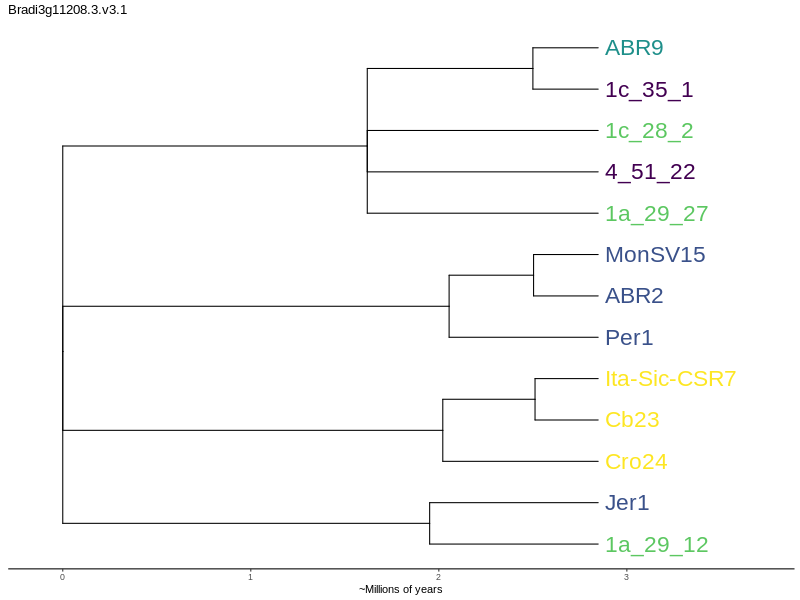 Bradi3g11208.3.v3.1
ABR9
1c_35_1
1c_28_2
4_51_22
1a_29_27
MonSV15
ABR2
Per1
Ita-Sic-CSR7
Cb23
Cro24
Jer1
1a_29_12
0 1 2 3
~Millions of years